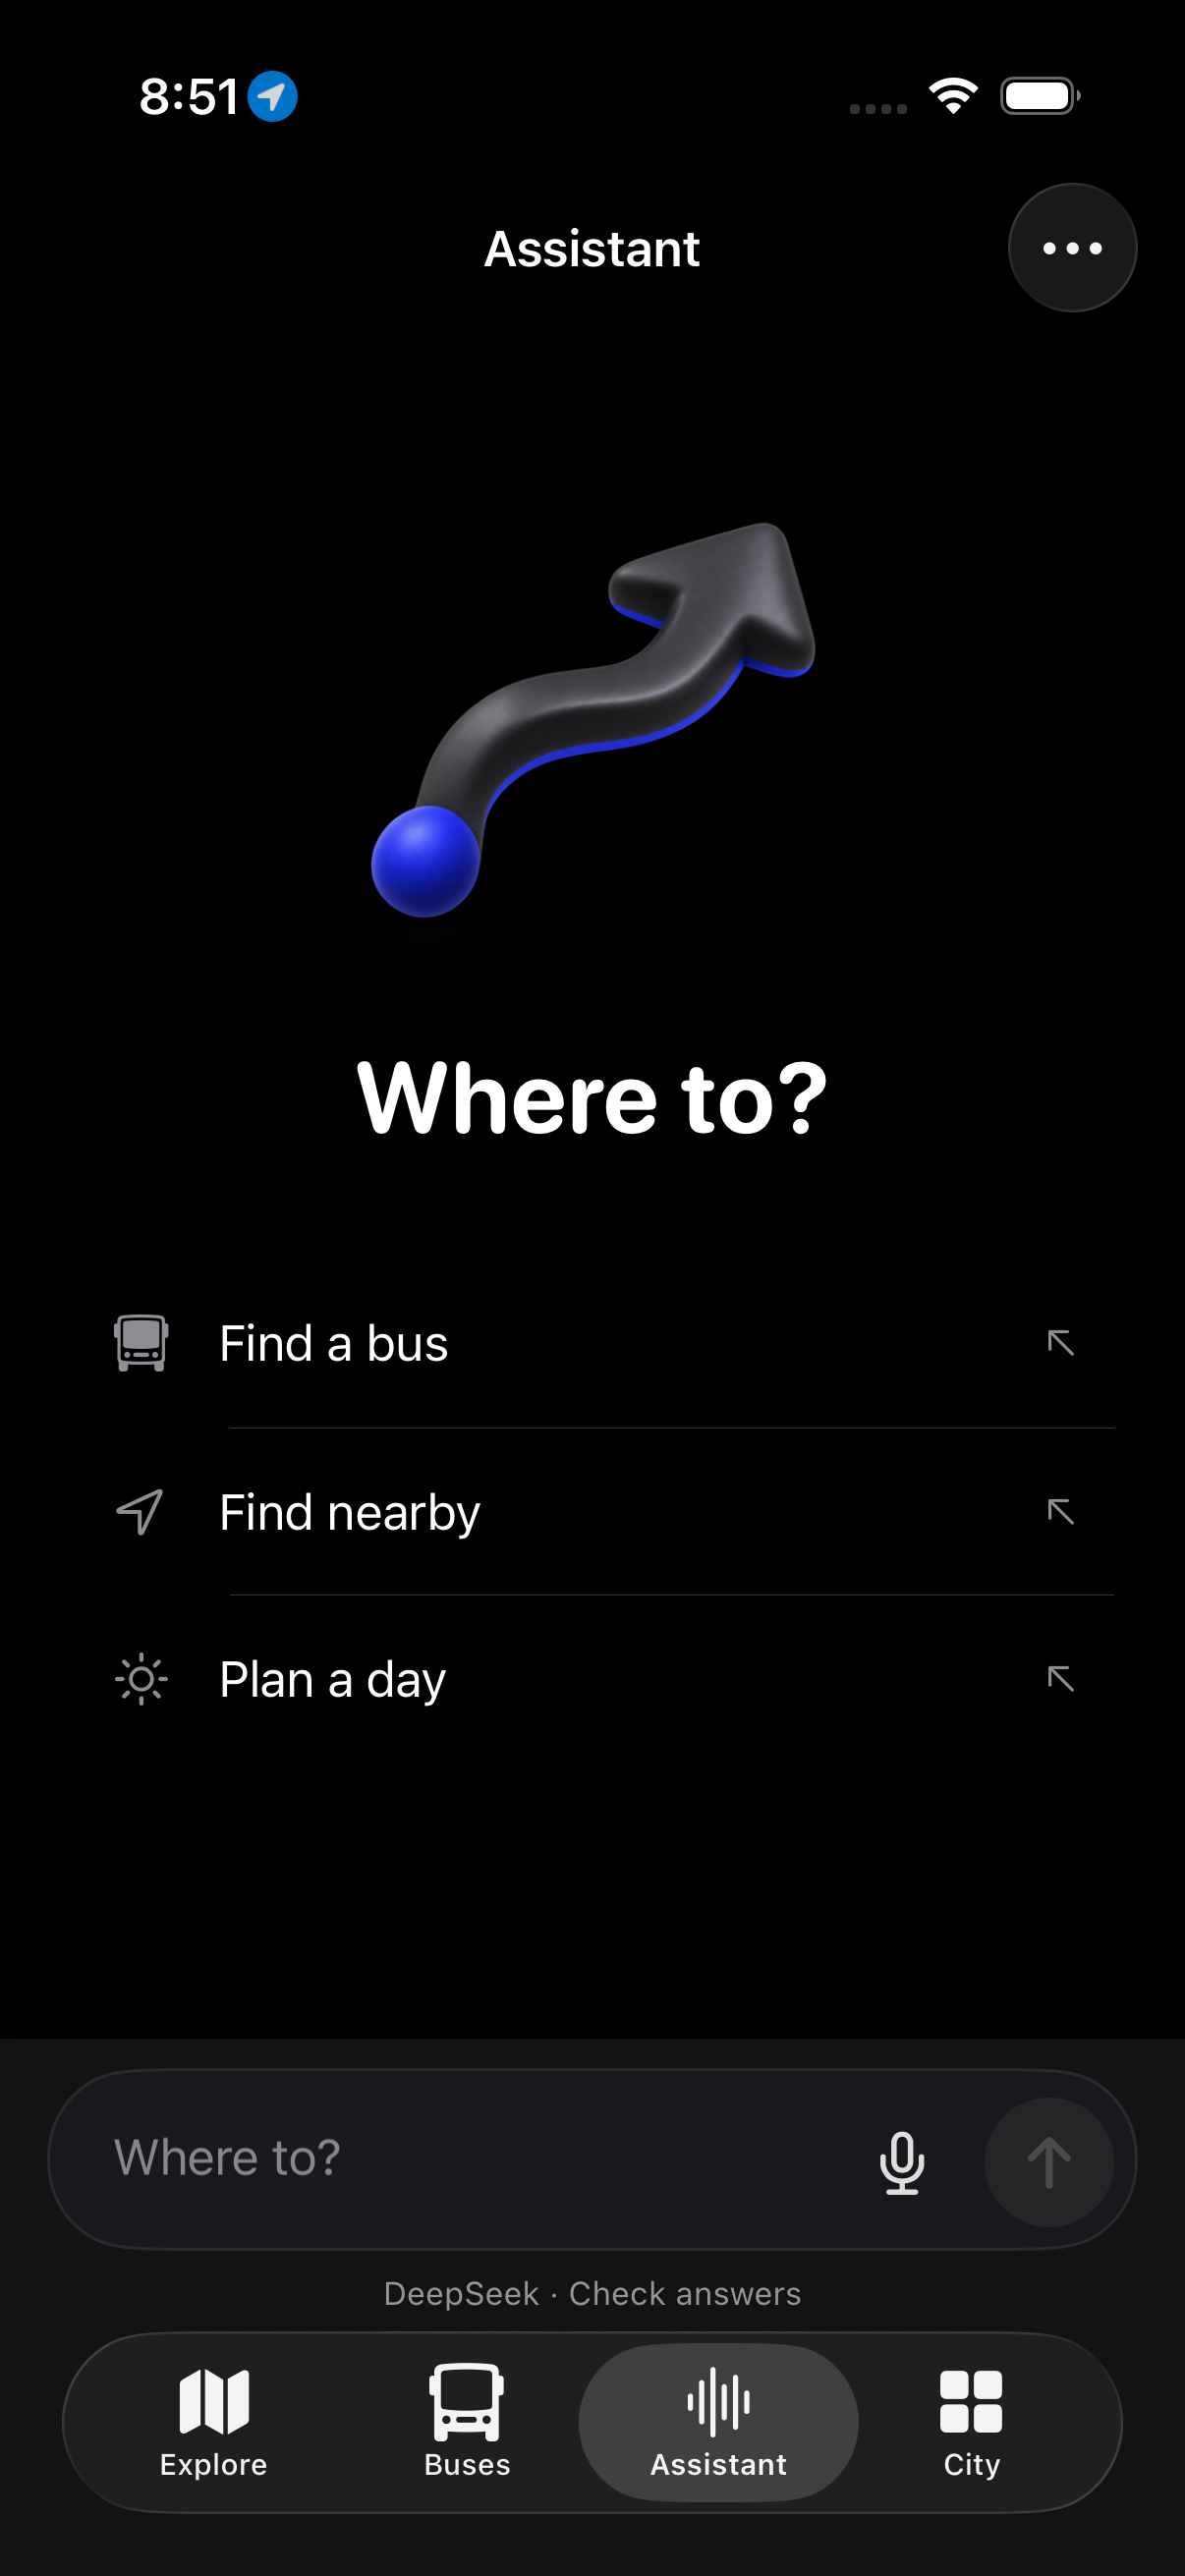 8:51
Assistant
Where to?
Find a bus
Find nearby
Plan a day
Where to?
DeepSeek · Check answers
Explore
Buses
Assistant
City